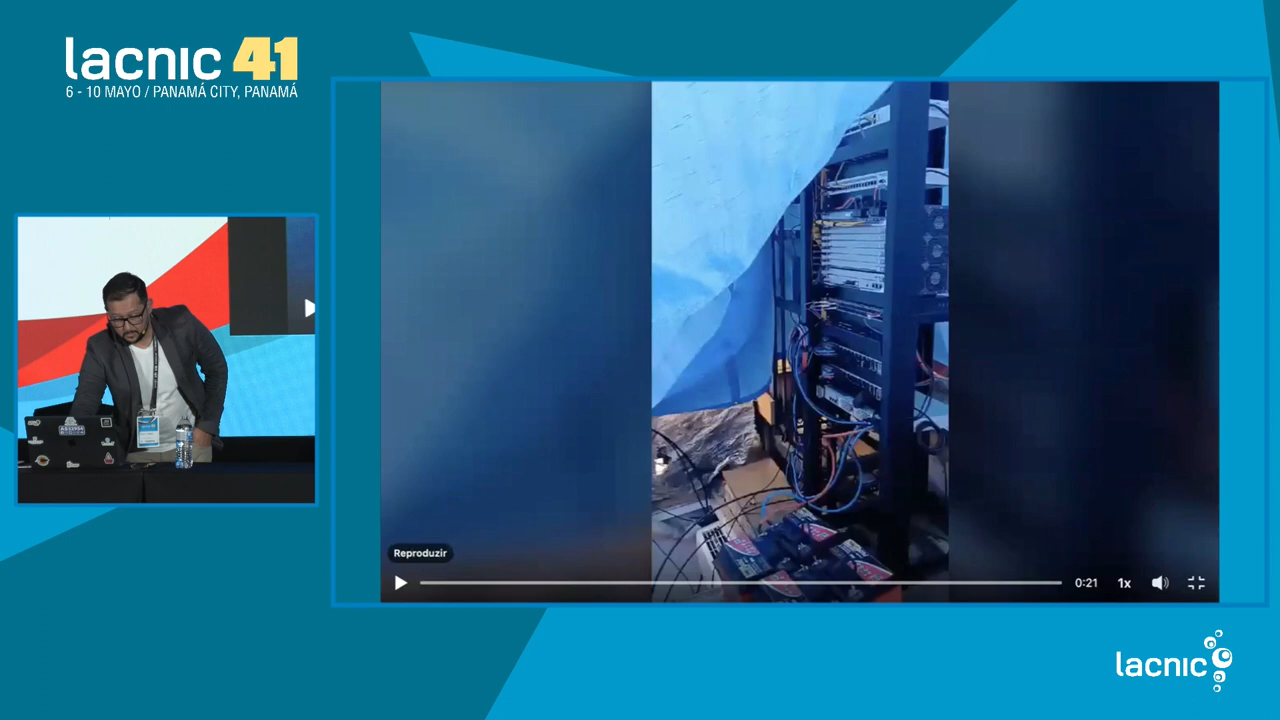 lacnic 41
6 - 10 MAYO / PANAMÁ CITY, PANAMÁ
Reproduzir
0:21
1x
lacnic